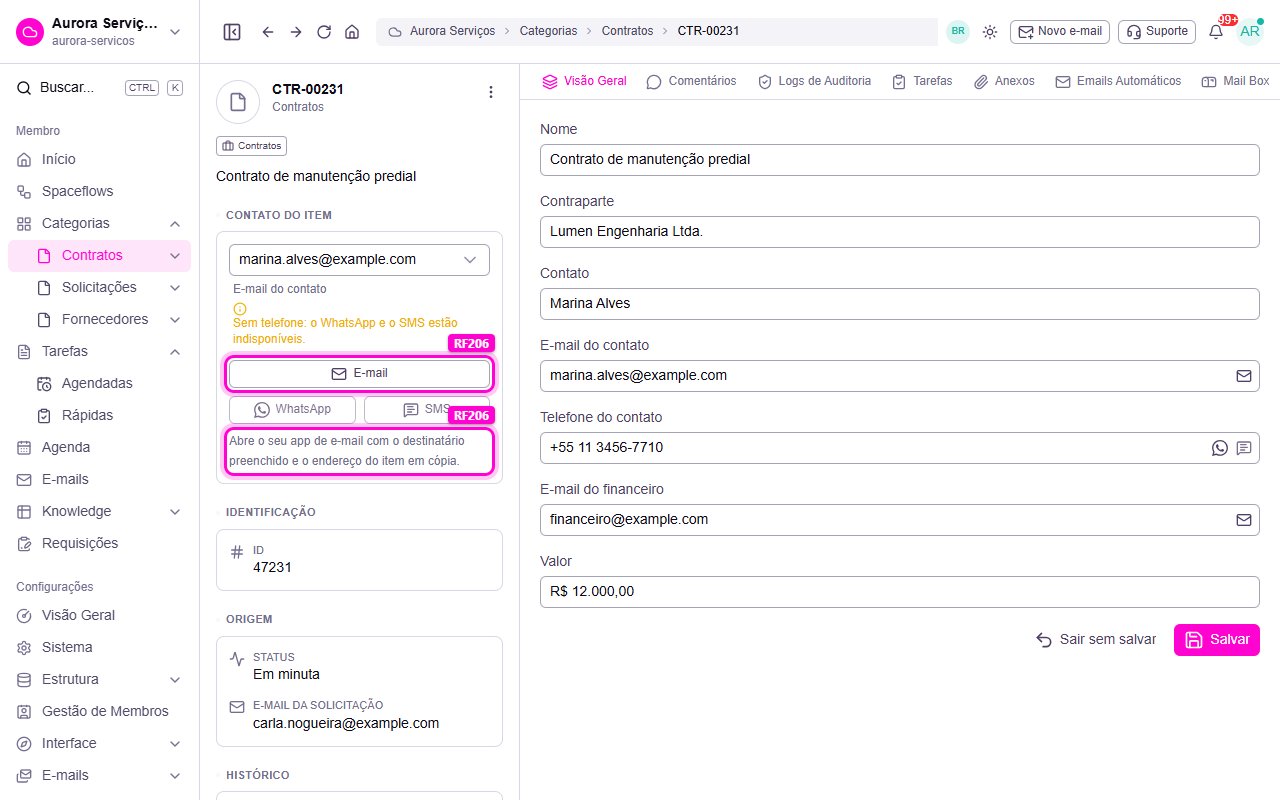 Aurora Serviç...
aurora-servicos
Buscar...
CTRL
K
Membro
Início
Spaceflows
Categorias
Contratos
Solicitações
Fornecedores
Tarefas
Agendadas
Rápidas
Agenda
E-mails
Knowledge
Requisições
Configurações
Visão Geral
Sistema
Estrutura
Gestão de Membros
Interface
E-mails
Aurora Serviços
Categorias
Contratos
CTR-00231
BR
Novo e-mail
Suporte
99+
AR
CTR-00231
Contratos
Contratos
Contrato de manutenção predial
CONTATO DO ITEM
marina.alves@example.com
E-mail do contato
Sem telefone: o WhatsApp e o SMS estão
indisponíveis.
RF206
E-mail
WhatsApp
SMS
RF206
Abre o seu app de e-mail com o destinatário
preenchido e o endereço do item em cópia.
IDENTIFICAÇÃO
ID
47231
ORIGEM
STATUS
Em minuta
E-MAIL DA SOLICITAÇÃO
carla.nogueira@example.com
HISTÓRICO
Visão Geral
Comentários
Logs de Auditoria
Tarefas
Anexos
Emails Automáticos
Mail Box
Nome
Contrato de manutenção predial
Contraparte
Lumen Engenharia Ltda.
Contato
Marina Alves
E-mail do contato
marina.alves@example.com
Telefone do contato
+55 11 3456-7710
E-mail do financeiro
financeiro@example.com
Valor
R$ 12.000,00
Sair sem salvar
Salvar